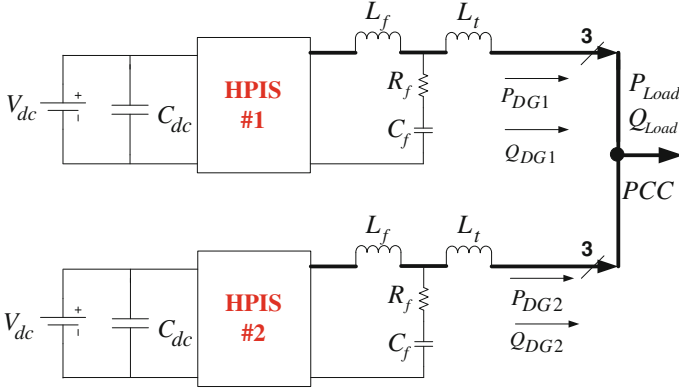 L_f L_t
3
V_dc + - C_dc
HPIS
#1
R_f
C_f
P_DG1
Q_DG1
P_Load
Q_Load
PCC
L_f L_t
3
V_dc + - C_dc
HPIS
#2
R_f
C_f
P_DG2
Q_DG2